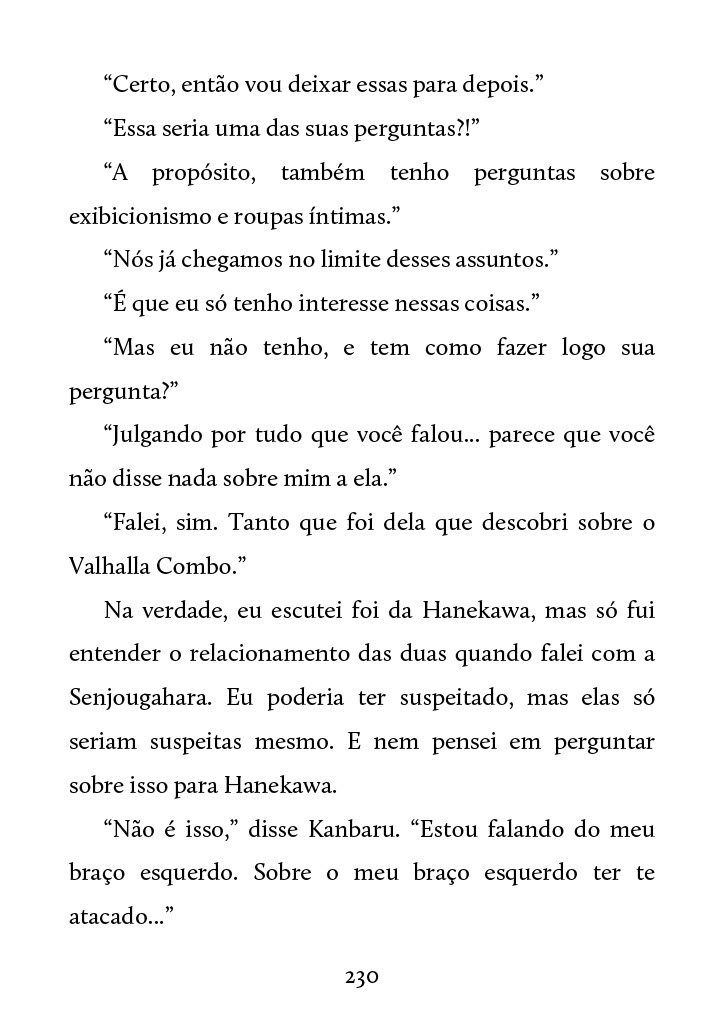 “Certo, então vou deixar essas para depois.”
“Essa seria uma das suas perguntas?!”
“A propósito, também tenho perguntas sobre
exibicionismo e roupas íntimas.”
“Nós já chegamos no limite desses assuntos.”
“É que eu só tenho interesse nessas coisas.”
“Mas eu não tenho, e tem como fazer logo sua
pergunta?”
“Julgando por tudo que você falou... parece que você
não disse nada sobre mim a ela.”
“Falei, sim. Tanto que foi dela que descobri sobre o
Valhalla Combo.”
Na verdade, eu escutei foi da Hanekawa, mas só fui
entender o relacionamento das duas quando falei com a
Senjougahara. Eu poderia ter suspeitado, mas elas só
seriam suspeitas mesmo. E nem pensei em perguntar
sobre isso para Hanekawa.
“Não é isso,” disse Kanbaru. “Estou falando do meu
braço esquerdo. Sobre o meu braço esquerdo ter te
atacado...”
230